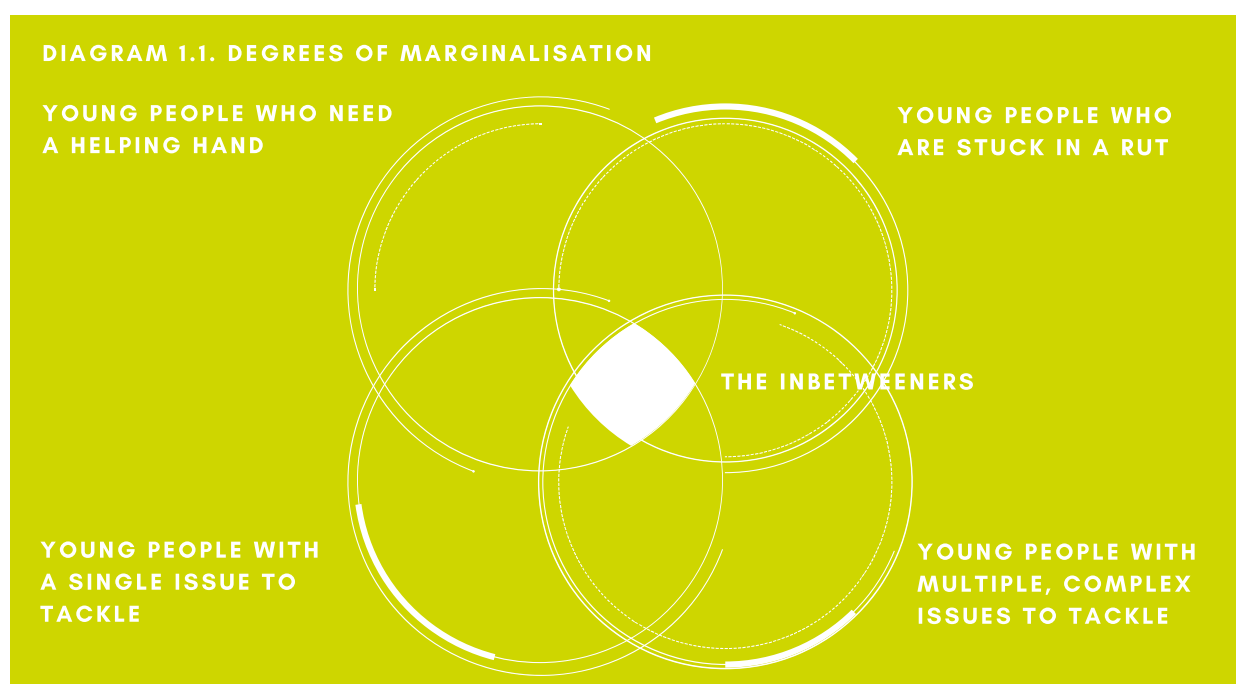 DIAGRAM 1.1. DEGREES OF MARGINALISATION
YOUNG PEOPLE WHO NEED
A HELPING HAND
YOUNG PEOPLE WHO
ARE STUCK IN A RUT
THE INBETWEENERS
YOUNG PEOPLE WITH
A SINGLE ISSUE TO
TACKLE
YOUNG PEOPLE WITH
MULTIPLE, COMPLEX
ISSUES TO TACKLE